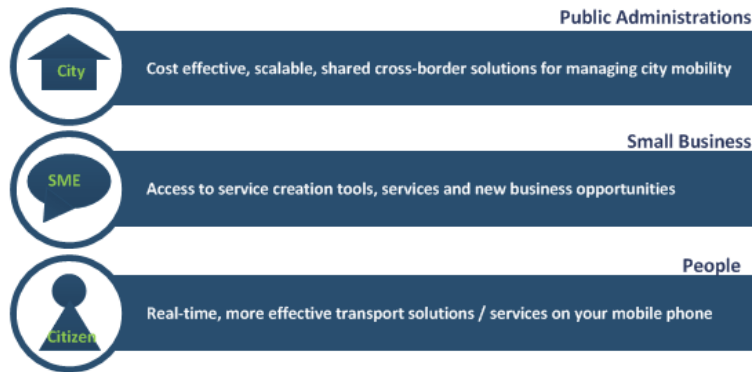 Public Administrations
City
Cost effective, scalable, shared cross-border solutions for managing city mobility
Small Business
SME
Access to service creation tools, services and new business opportunities
People
Citizen
Real-time, more effective transport solutions / services on your mobile phone